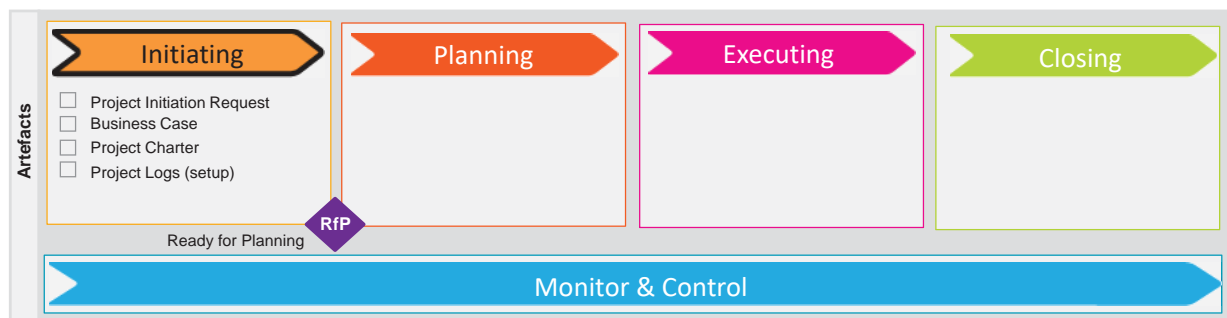 Artefacts
Initiating
Planning
Executing
Closing
Project Initiation Request
Business Case
Project Charter
Project Logs (setup)
RfP
Ready for Planning
Monitor & Control